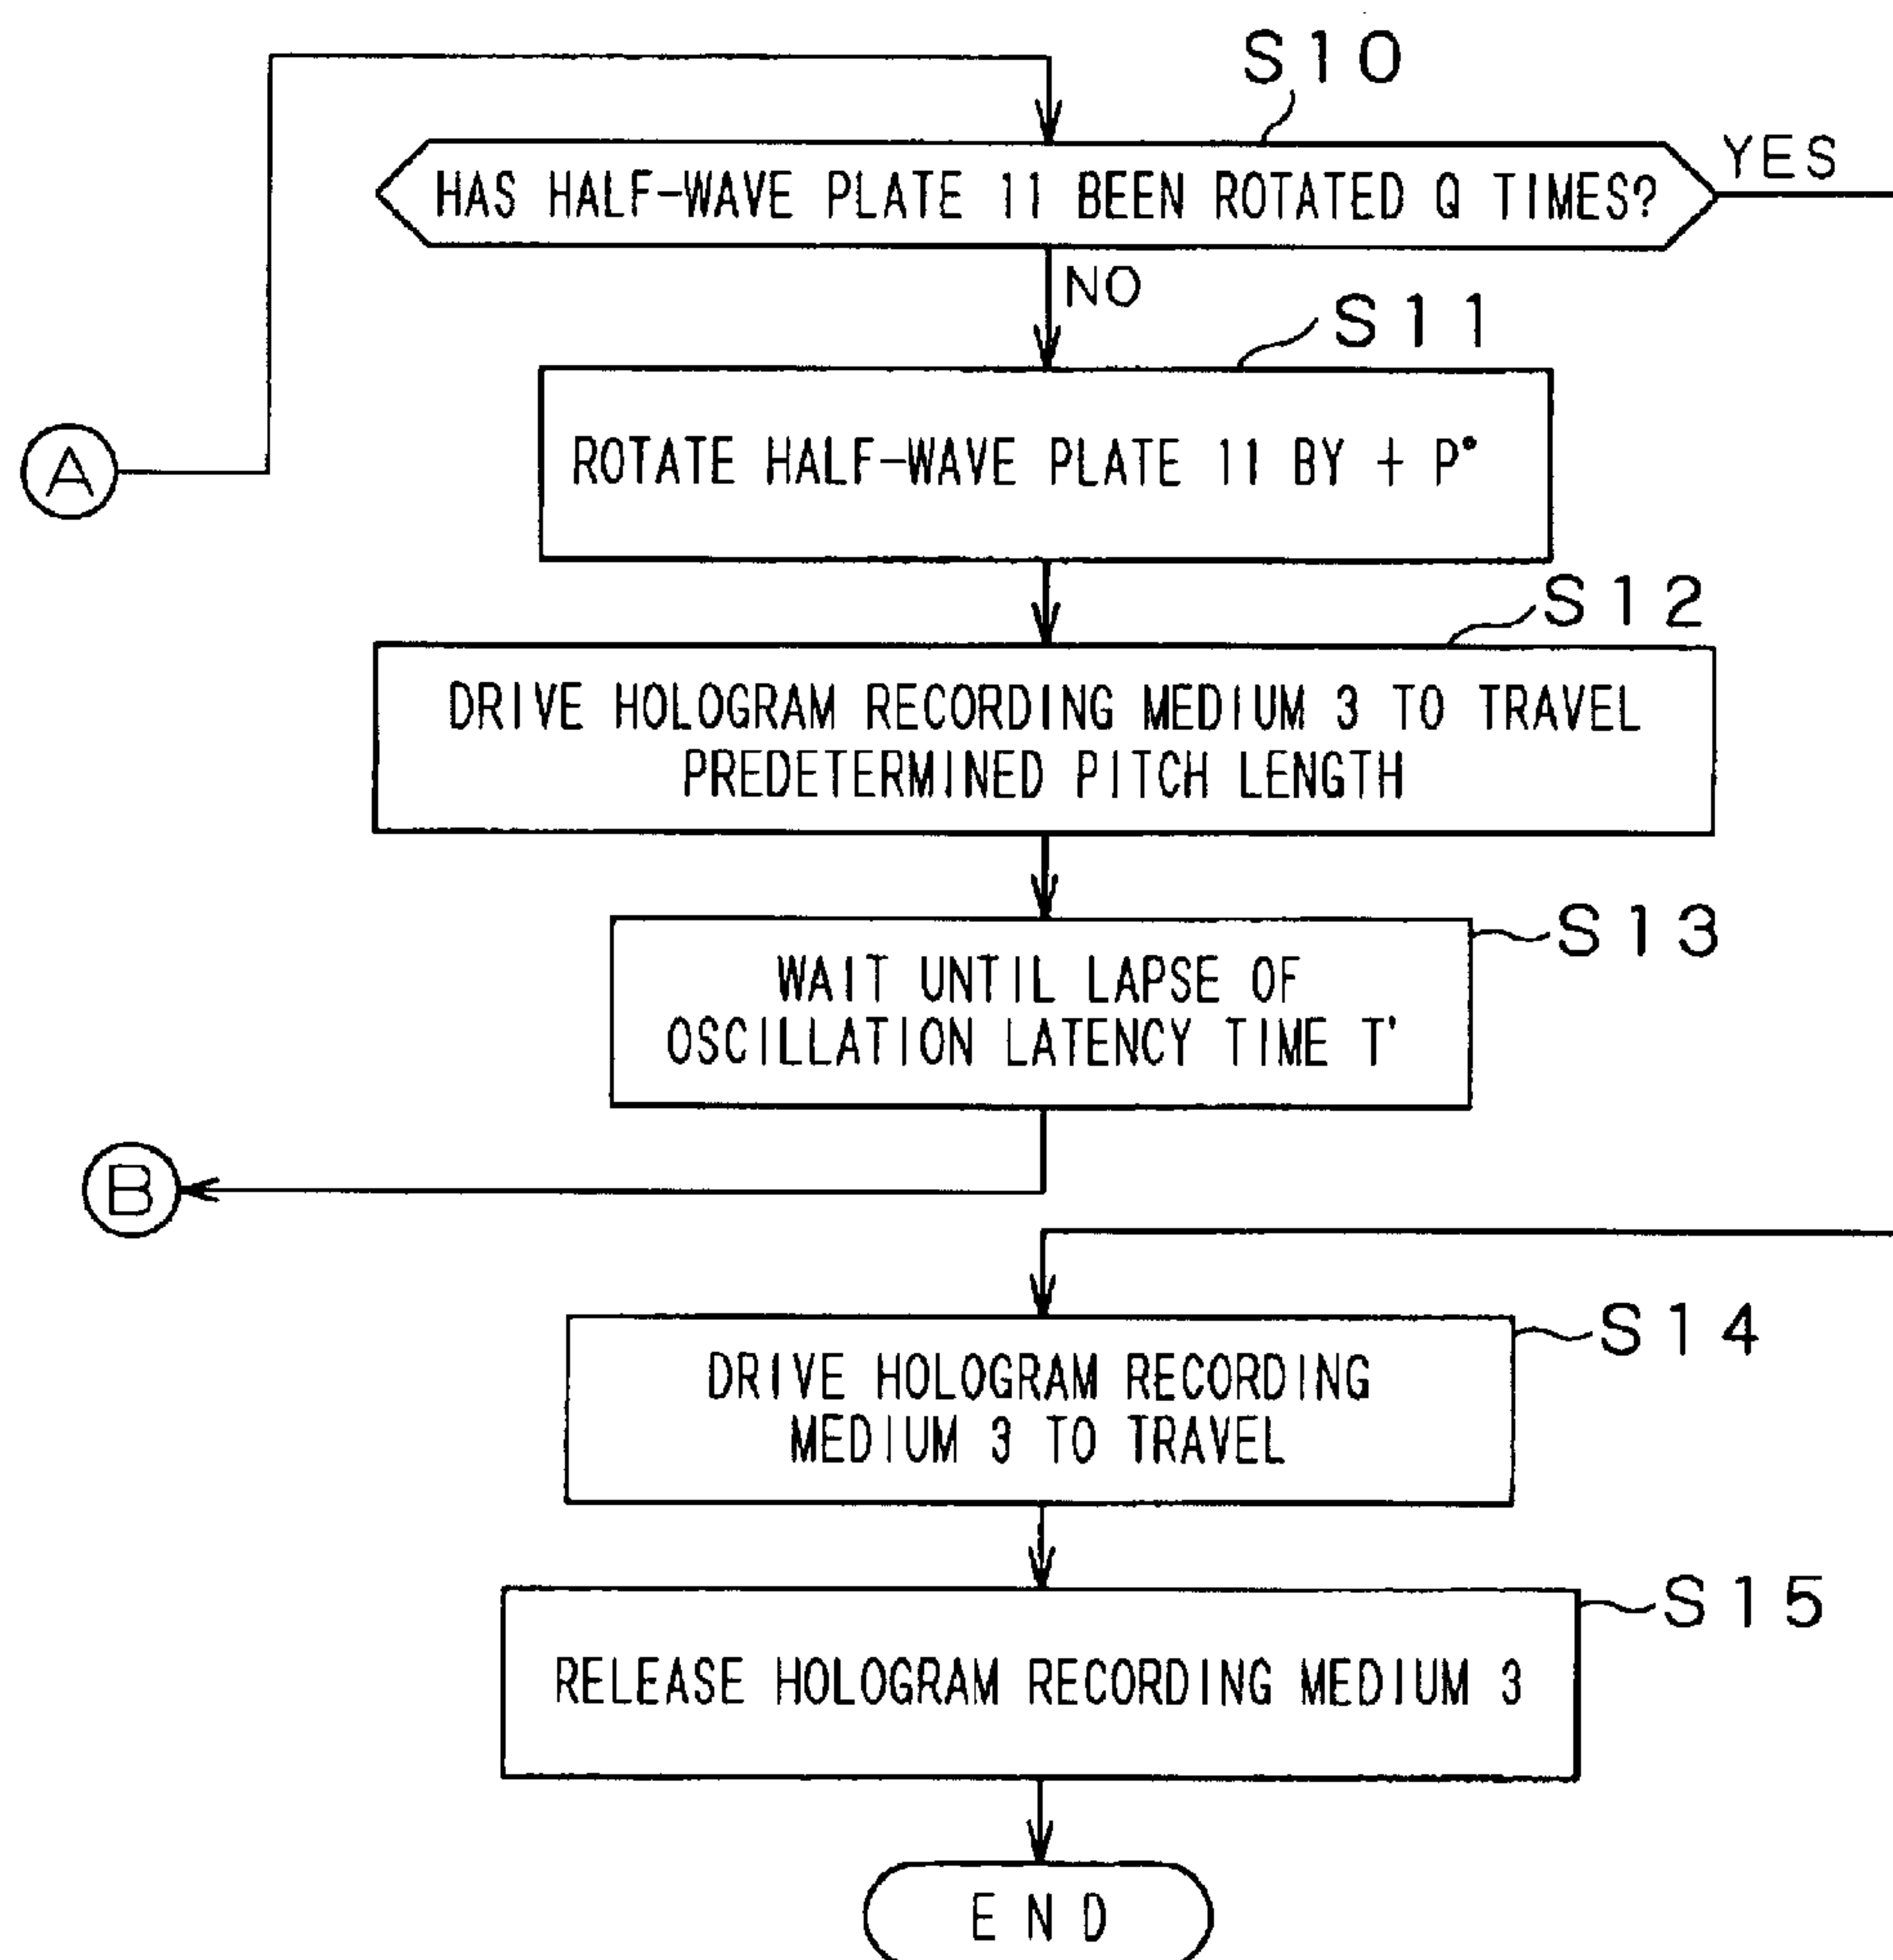 S10
HAS HALF-WAVE PLATE 11 BEEN ROTATED Q TIMES?
YES
NO
S11
A
ROTATE HALF-WAVE PLATE 11 BY + P°
S12
DRIVE HOLOGRAM RECORDING MEDIUM 3 TO TRAVEL
PREDETERMINED PITCH LENGTH
S13
WAIT UNTIL LAPSE OF
OSCILLATION LATENCY TIME T'
B
S14
DRIVE HOLOGRAM RECORDING
MEDIUM 3 TO TRAVEL
S15
RELEASE HOLOGRAM RECORDING MEDIUM 3
END